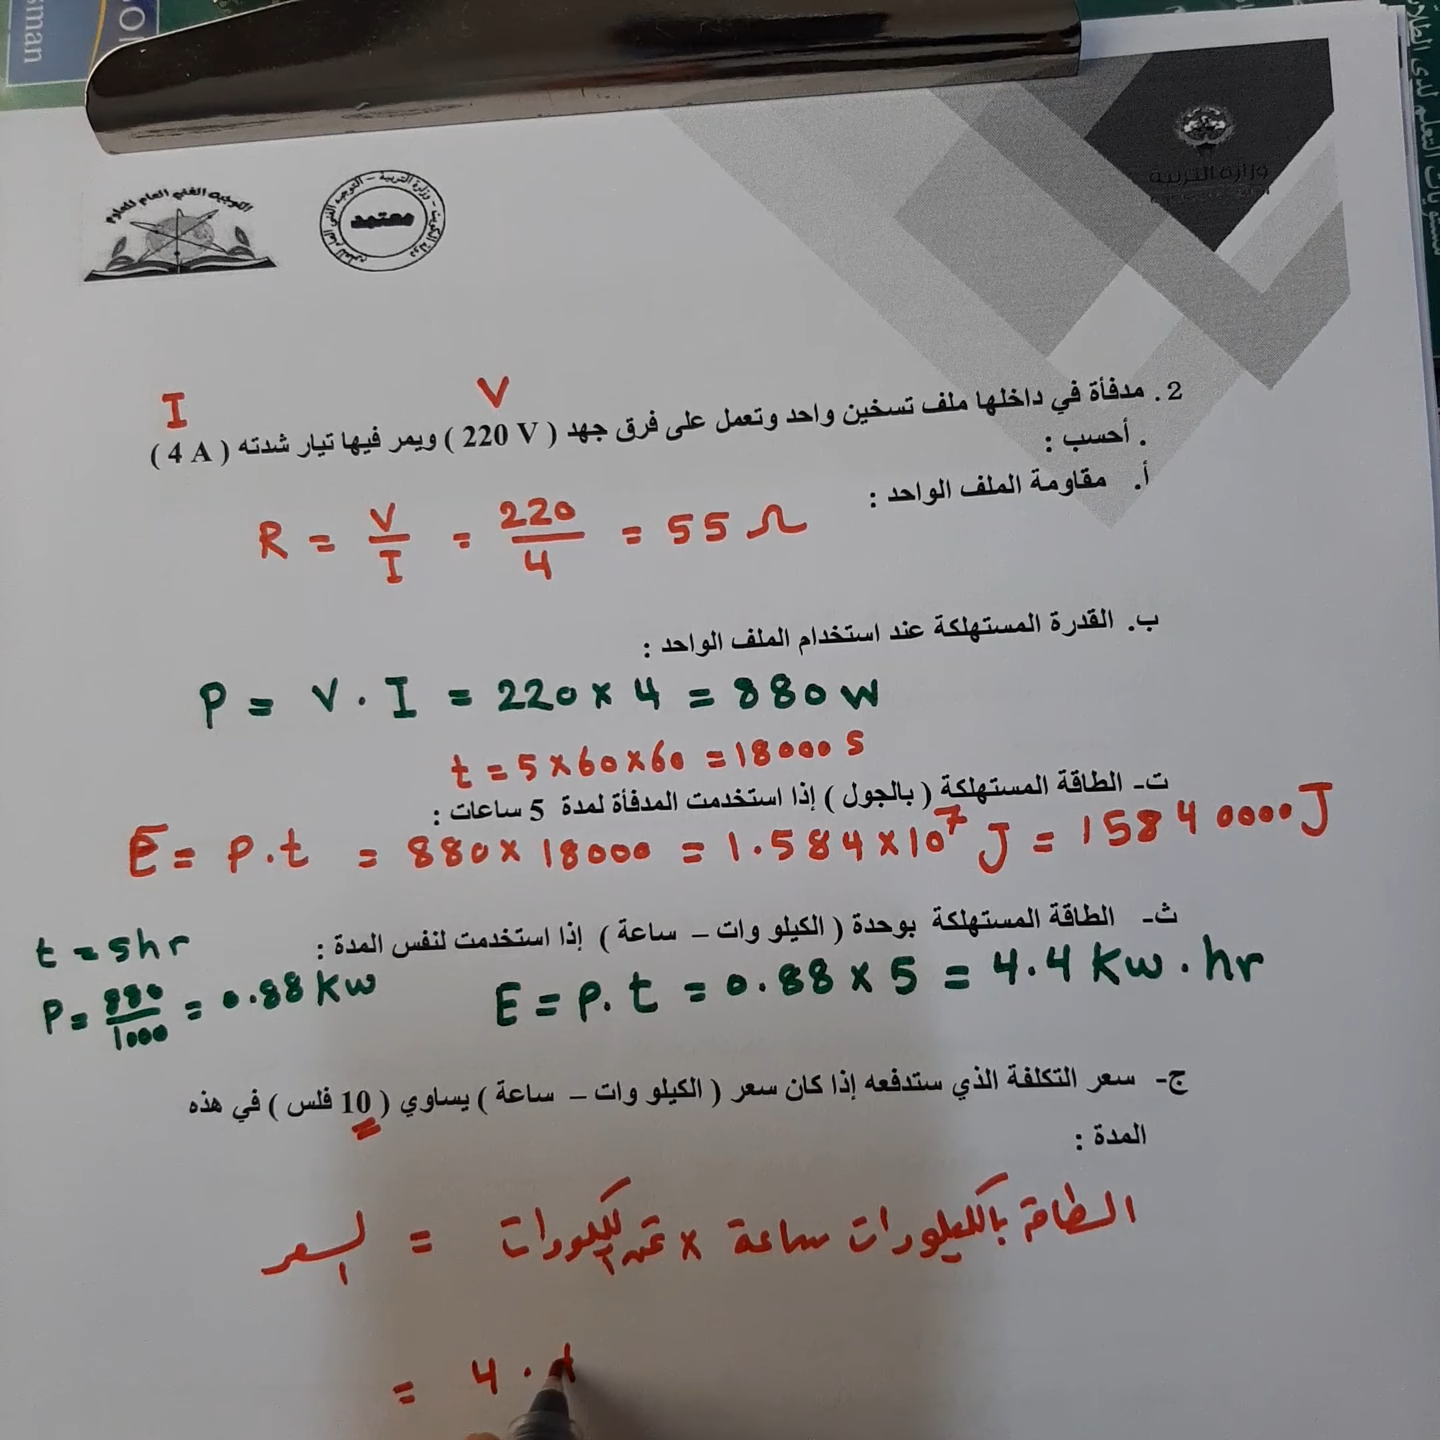 sman
التوجيه الفني العام للعلوم
معتمد
وزارة التربية
مستويات التعلم لدى الطلاب
I
V
2. مدفأة في داخلها ملف تسخين واحد وتعمل على فرق جهد ( 220 V ) ويمر فيها تيار شدته ( 4 A )
. أحسب :
أ. مقاومة الملف الواحد :
R = V/I = 220/4 = 55 Ω
ب. القدرة المستهلكة عند استخدام الملف الواحد :
P = V . I = 220 × 4 = 880 W
t = 5 × 60 × 60 = 18000 S
ت- الطاقة المستهلكة ( بالجول ) إذا استخدمت المدفأة لمدة 5 ساعات :
E = P . t = 880 × 18000 = 1.584 × 10⁷ J = 15840000 J
ث- الطاقة المستهلكة بوحدة ( الكيلو وات – ساعة ) إذا استخدمت لنفس المدة :
t = 5hr
P = 880/1000 = 0.88 KW
E = P. t = 0.88 × 5 = 4.4 KW . hr
ج- سعر التكلفة الذي ستدفعه إذا كان سعر ( الكيلو وات – ساعة ) يساوي ( 10 فلس ) في هذه
المدة :
الطاقة بالكيلووات ساعة × ثمن الكيلووات = السعر
= 4 .